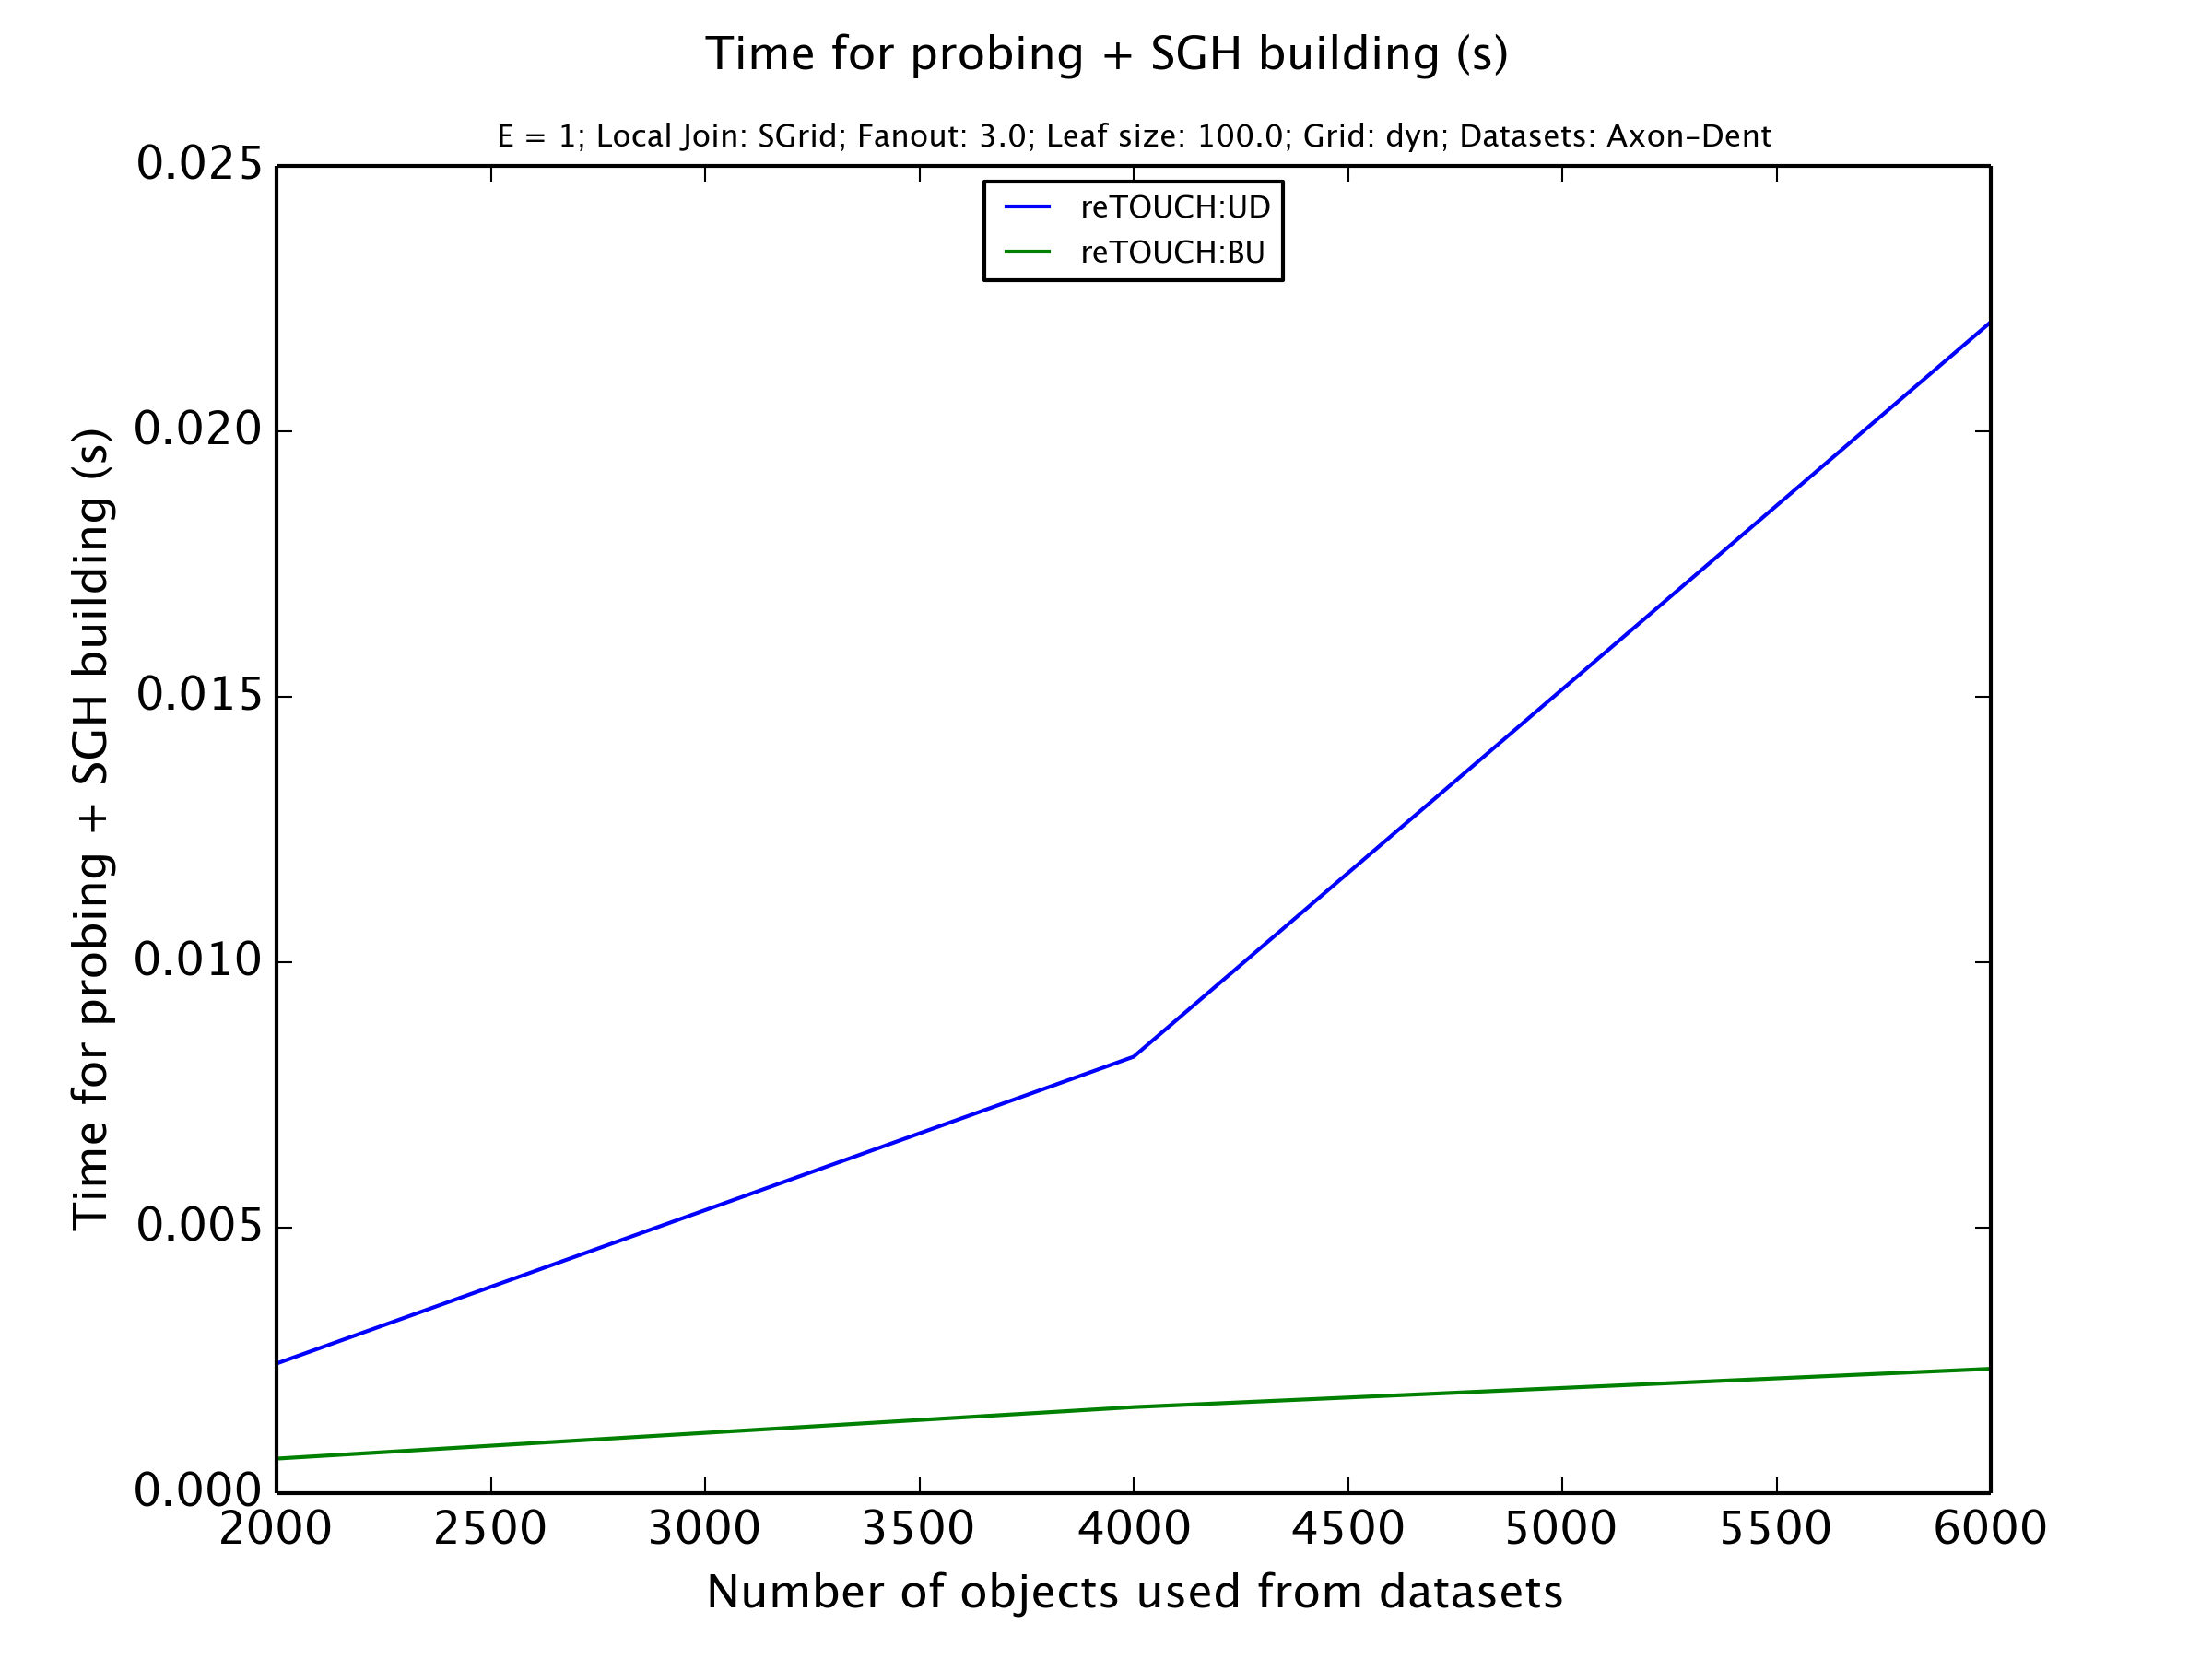 Time for probing + SGH building (s)
E = 1; Local Join: SGrid; Fanout: 3.0; Leaf size: 100.0; Grid: dyn; Datasets: Axon-Dent
reTOUCH:UD
reTOUCH:BU
Time for probing + SGH building (s)
0.025
0.020
0.015
0.010
0.005
0.000
2000 2500 3000 3500 4000 4500 5000 5500 6000
Number of objects used from datasets